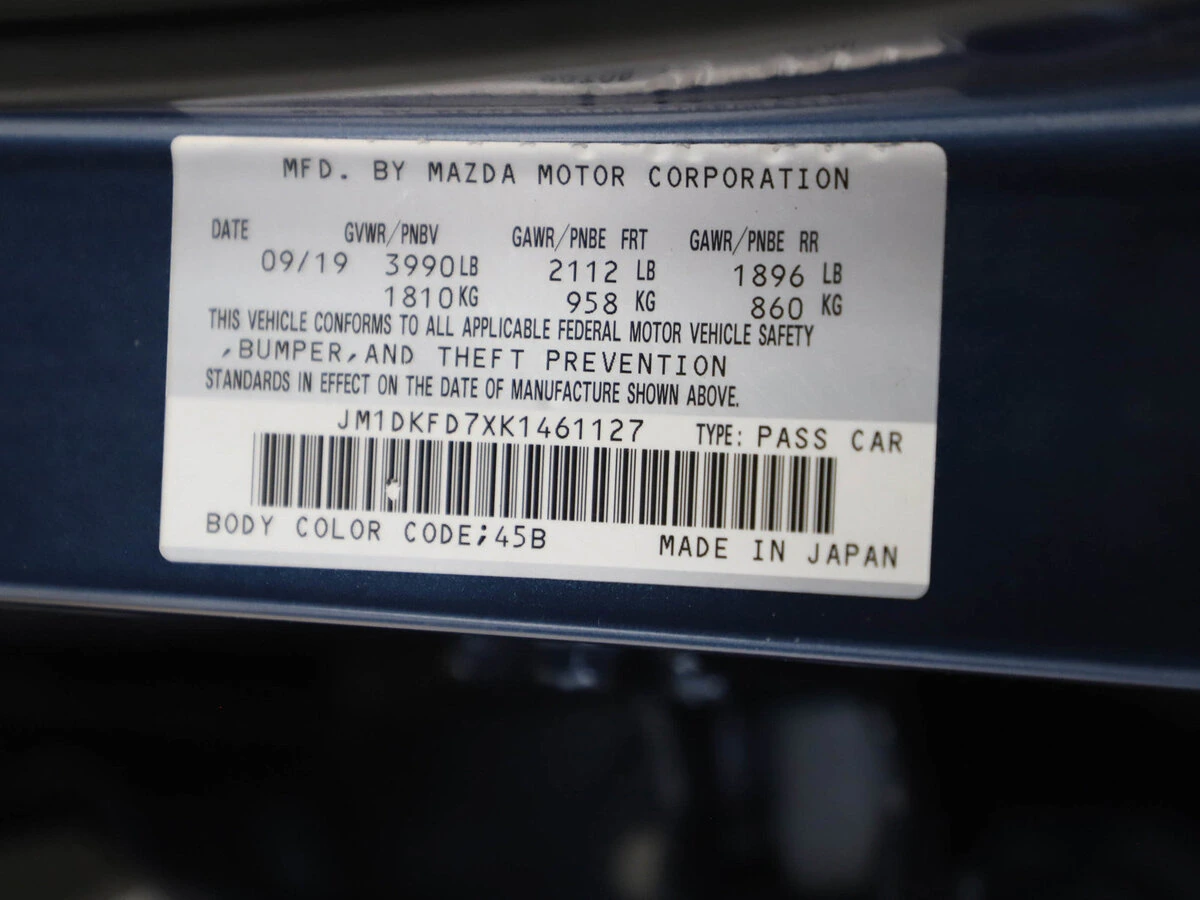 MFD. BY MAZDA MOTOR CORPORATION
DATE GVWR/PNBV GAWR/PNBE FRT GAWR/PNBE RR
09/19 3990LB 2112 LB 1896 LB
1810KG 958 KG 860 KG
THIS VEHICLE CONFORMS TO ALL APPLICABLE FEDERAL MOTOR VEHICLE SAFETY
,BUMPER,AND THEFT PREVENTION
STANDARDS IN EFFECT ON THE DATE OF MANUFACTURE SHOWN ABOVE.
JM1DKFD7XK1461127 TYPE: PASS CAR
BODY COLOR CODE;45B MADE IN JAPAN